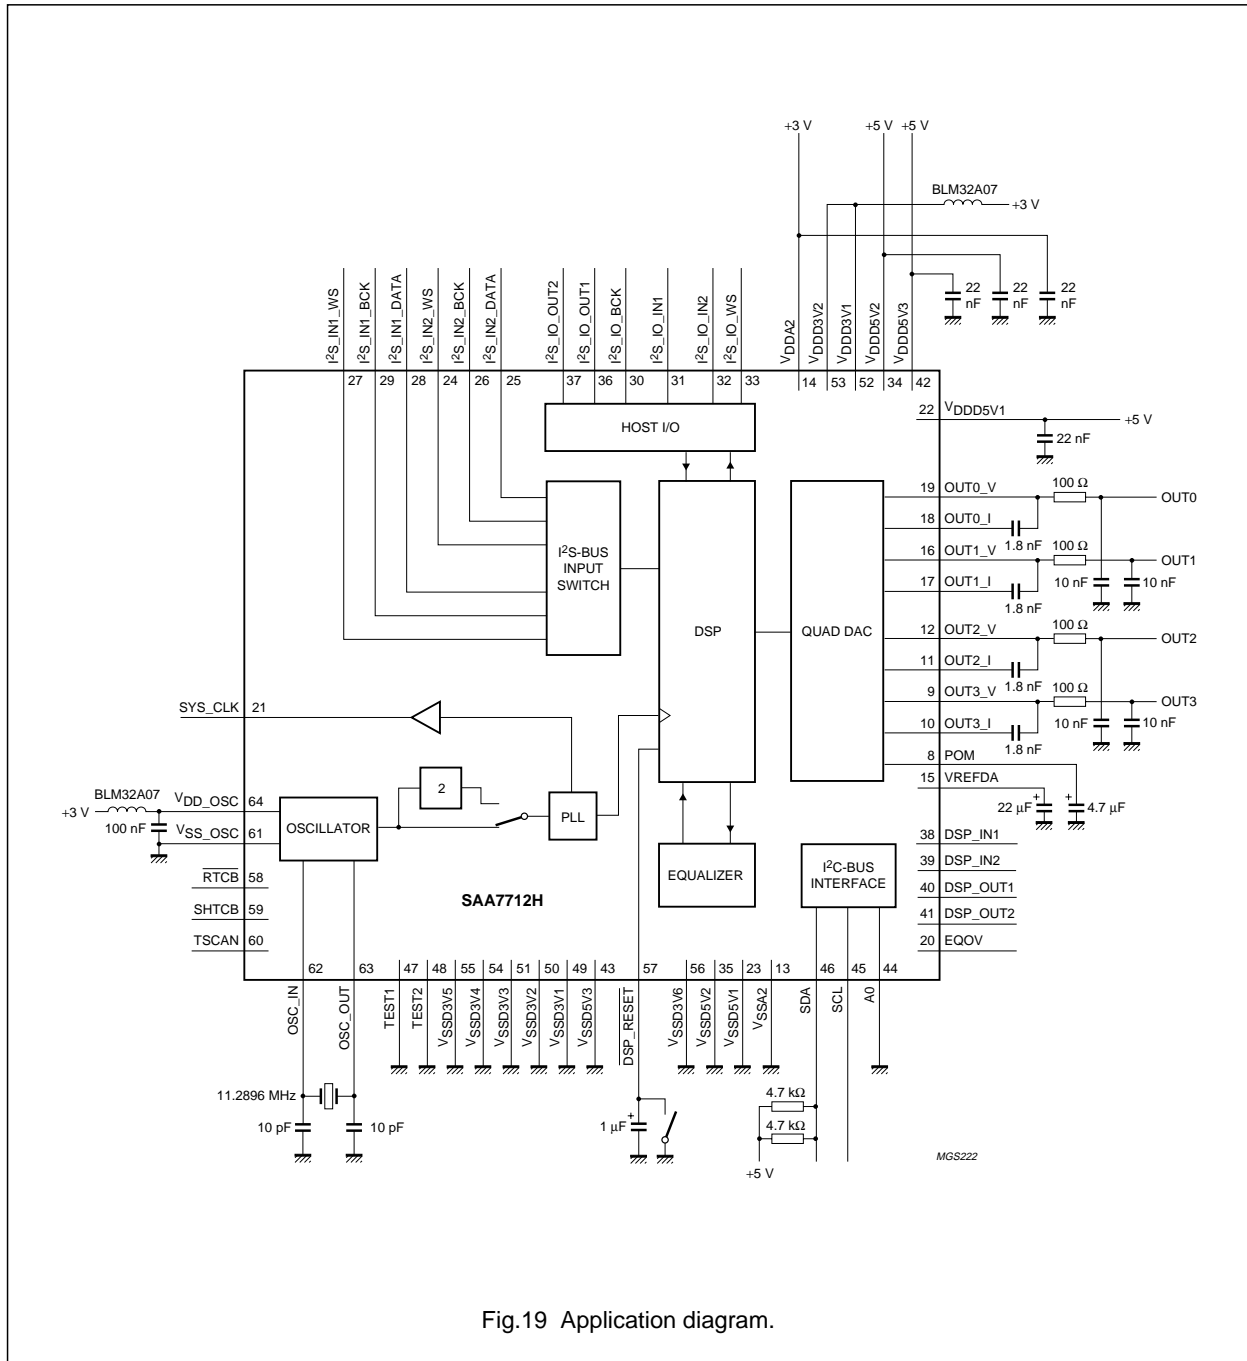 +3 V
+5 V
+5 V
BLM32A07
+3 V
22 nF
22 nF
22 nF
I²S_IN1_WS
I²S_IN1_BCK
I²S_IN1_DATA
I²S_IN2_WS
I²S_IN2_BCK
I²S_IN2_DATA
I²S_IO_OUT2
I²S_IO_OUT1
I²S_IO_BCK
I²S_IO_IN1
I²S_IO_IN2
I²S_IO_WS
VDDA2
VDDD3V2
VDDD3V1
VDDD5V2
VDDD5V3
27
29
28
24
26
25
37
36
30
31
32
33
14
53
52
34
42
22
VDDD5V1
+5 V
22 nF
HOST I/O
I²S-BUS
INPUT
SWITCH
DSP
QUAD DAC
19 OUT0_V
100 Ω
OUT0
18 OUT0_I
1.8 nF
16 OUT1_V
100 Ω
OUT1
17 OUT1_I
1.8 nF
10 nF
10 nF
12 OUT2_V
100 Ω
OUT2
11 OUT2_I
1.8 nF
9 OUT3_V
100 Ω
OUT3
10 OUT3_I
1.8 nF
10 nF
10 nF
8 POM
15 VREFDA
22 μF
+
+
4.7 μF
SYS_CLK 21
BLM32A07
+3 V
100 nF
VDD_OSC 64
VSS_OSC 61
OSCILLATOR
2
PLL
EQUALIZER
I²C-BUS
INTERFACE
38 DSP_IN1
39 DSP_IN2
40 DSP_OUT1
41 DSP_OUT2
20 EQOV
RTCB 58
SHTCB 59
TSCAN 60
SAA7712H
62
63
47
48
55
54
51
50
49
43
57
56
35
23
13
46
45
44
OSC_IN
OSC_OUT
TEST1
TEST2
VSSD3V5
VSSD3V4
VSSD3V3
VSSD3V2
VSSD3V1
VSSD5V3
DSP_RESET
VSSD3V6
VSSD5V2
VSSD5V1
VSSA2
SDA
SCL
A0
11.2896 MHz
10 pF
10 pF
1 μF
+
4.7 kΩ
4.7 kΩ
+5 V
MGS222
Fig.19 Application diagram.